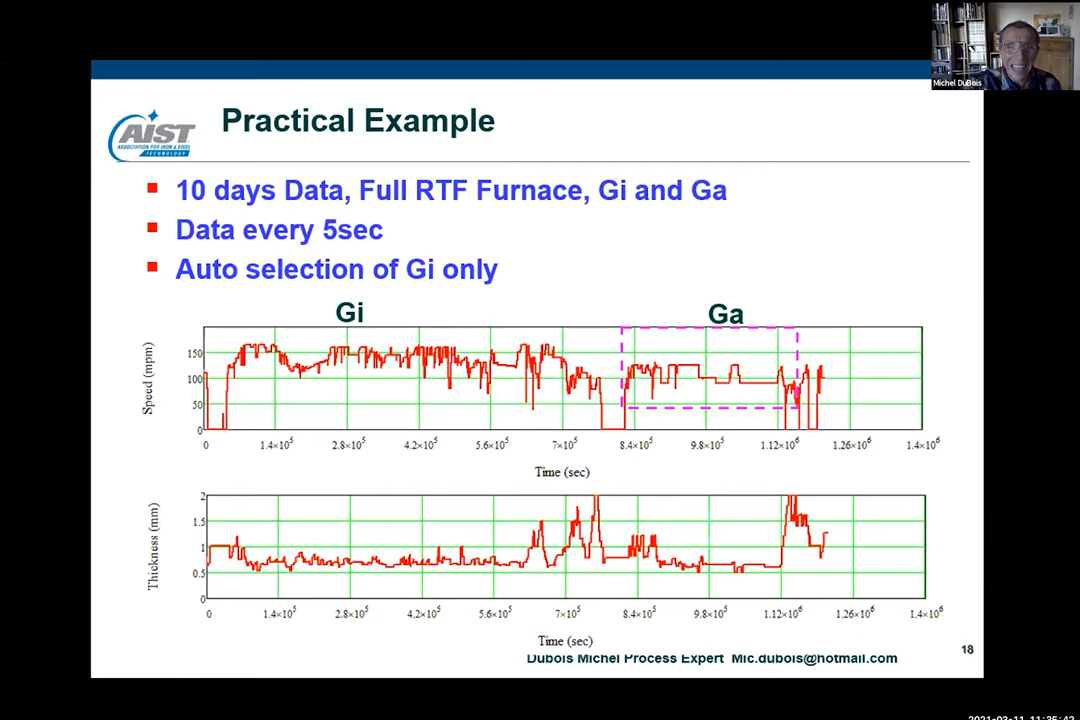 Michel DuBois
AIST
ASSOCIATION FOR IRON & STEEL
TECHNOLOGY
Practical Example
10 days Data, Full RTF Furnace, Gi and Ga
Data every 5sec
Auto selection of Gi only
Gi
Ga
Speed (mpm)
150
100
50
0
0 1.4×10⁵ 2.8×10⁵ 4.2×10⁵ 5.6×10⁵ 7×10⁵ 8.4×10⁵ 9.8×10⁵ 1.12×10⁶ 1.26×10⁶ 1.4×10⁶
Time (sec)
Thickness (mm)
2
1.5
1
0.5
0
0 1.4×10⁵ 2.8×10⁵ 4.2×10⁵ 5.6×10⁵ 7×10⁵ 8.4×10⁵ 9.8×10⁵ 1.12×10⁶ 1.26×10⁶ 1.4×10⁶
Time (sec)
Dubois Michel Process Expert Mic.dubois@hotmail.com
18